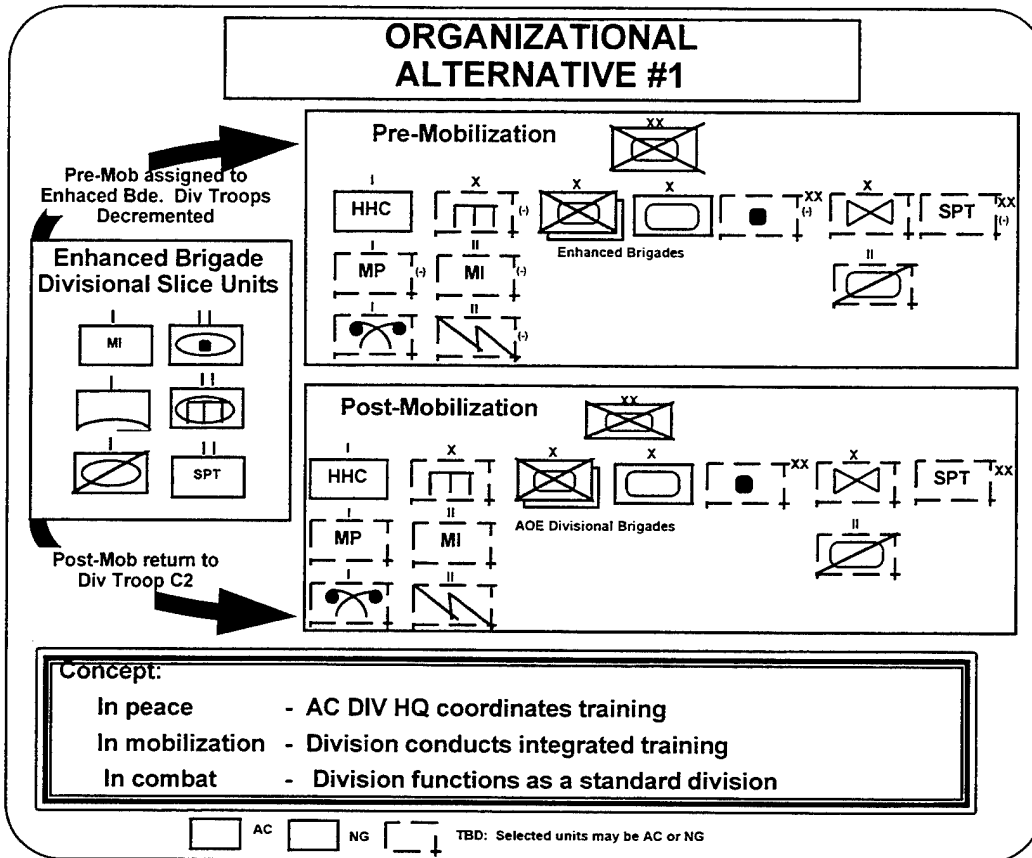 ORGANIZATIONAL
ALTERNATIVE #1
Pre-Mob assigned to
Enhaced Bde. Div Troops
Decremented
Enhanced Brigade
Divisional Slice Units
I
MI
II
I
II
I
II
SPT
Post-Mob return to
Div Troop C2
Pre-Mobilization
XX
I
HHC
X
(-)
X
X
Enhanced Brigades
XX
(-)
X
SPT
XX
(-)
I
MP
(-)
II
MI
(-)
II
I
II
(-)
Post-Mobilization
XX
I
HHC
X
X
X
AOE Divisional Brigades
XX
X
SPT
XX
I
MP
II
MI
II
I
II
Concept:
In peace - AC DIV HQ coordinates training
In mobilization - Division conducts integrated training
In combat - Division functions as a standard division
AC
NG
TBD: Selected units may be AC or NG